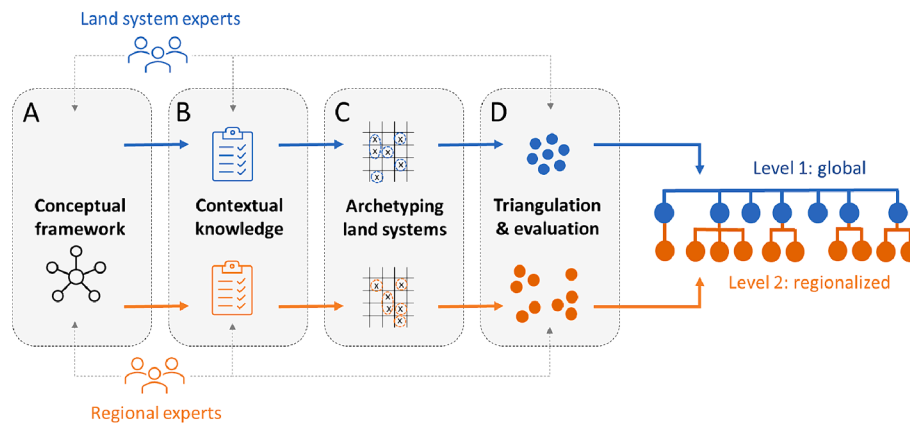 Land system experts
A
B
C
D
Conceptual
framework
Contextual
knowledge
Archetyping
land systems
Triangulation
& evaluation
x x
x x
x
x
x x
x
x x
x
Level 1: global
Level 2: regionalized
Regional experts